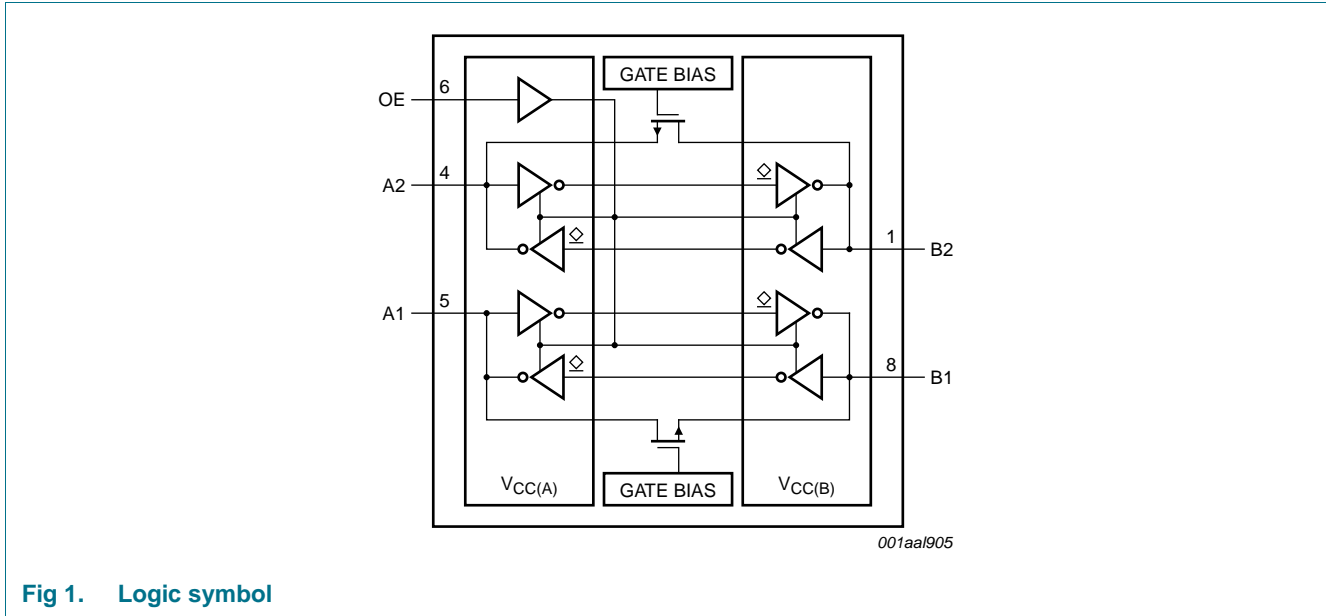 GATE BIAS
OE 6
A2 4
1 B2
A1 5
8 B1
VCC(A) GATE BIAS VCC(B)
001aal905
Fig 1. Logic symbol